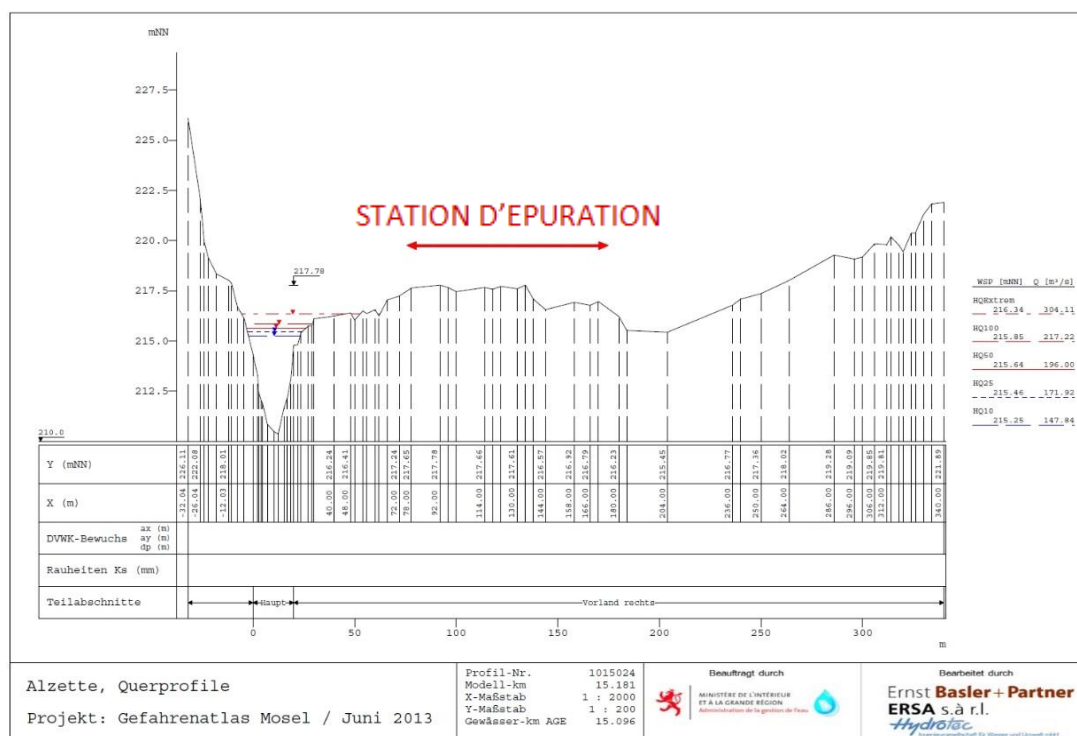 mNN
227.5
225.0
222.5
220.0
217.5
215.0
212.5
STATION D'EPURATION
217.78
WSP [mNN] Q [m³/s]
HQExtrem
216.34 304.11
HQ100
215.85 217.22
HQ50
215.64 196.00
HQ25
215.46 171.92
HQ10
215.25 147.84
210.0
Y (mNN) 226.11 222.08 218.01 216.24 216.41 217.24 217.65 217.78 217.66 217.61 216.57 216.92 216.79 216.23 215.45 216.77 217.36 218.02 219.28 219.09 219.85 219.81 221.89
X (m) -32.04 -26.04 -12.03 40.00 48.00 72.00 78.00 92.00 114.00 130.00 144.00 158.00 166.00 180.00 204.00 236.00 250.00 264.00 286.00 296.00 306.00 312.00 340.00
DVWK-Bewuchs ax (m)
ay (m)
dp (m)
Rauheiten Ks (mm)
Teilabschnitte Haupt Vorland rechts
0 50 100 150 200 250 300
m
Alzette, Querprofile
Projekt: Gefahrenatlas Mosel / Juni 2013
Profil-Nr. 1015024
Modell-km 15.181
X-Maßstab 1 : 2000
Y-Maßstab 1 : 200
Gewässer-km AGE 15.096
Beauftragt durch
MINISTÈRE DE L'INTÉRIEUR
ET À LA GRANDE RÉGION
Administration de la gestion de l'eau
Bearbeitet durch
Ernst Basler + Partner
ERSA s.à r.l.
Hydrotec
Ingenieurgesellschaft für Wasser und Umwelt mbH